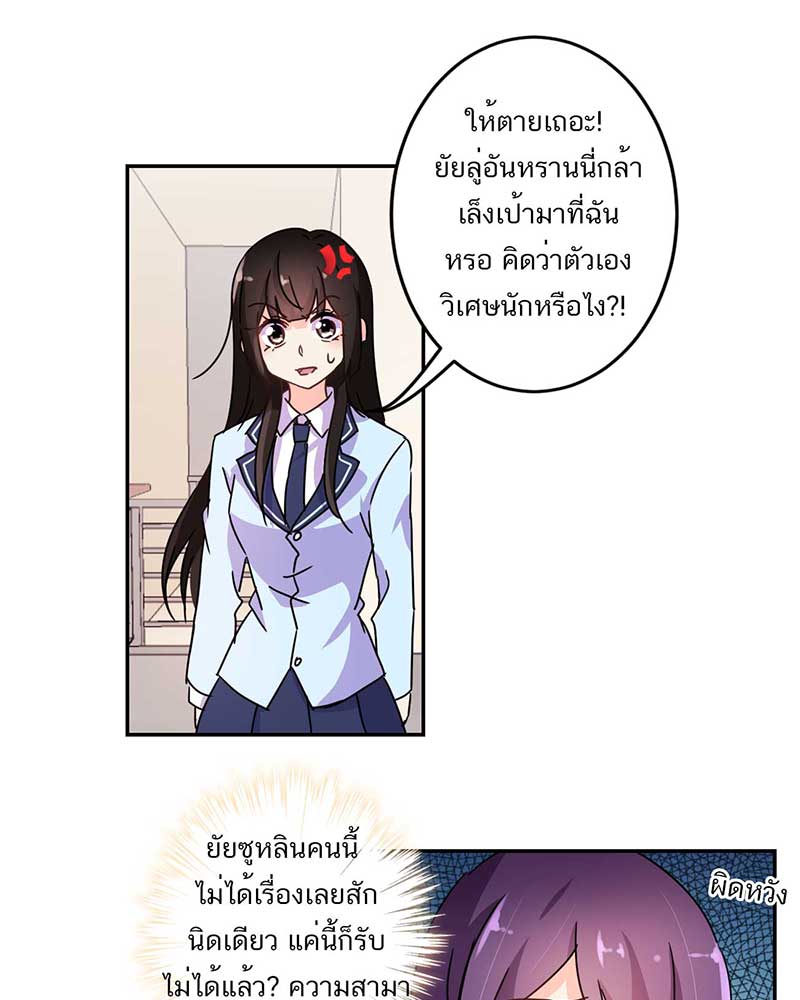 ให้ตายเถอะ!
ยัยลู่อันหรานนี่กล้า
เล็งเป้ามาที่ฉัน
หรอ คิดว่าตัวเอง
วิเศษนักหรือไง?!
ยัยซูหลินคนนี้
ไม่ได้เรื่องเลยสัก
นิดเดียว แค่นี้ก็รับ
ไม่ได้แล้ว? ความสามา
ผิดหวัง